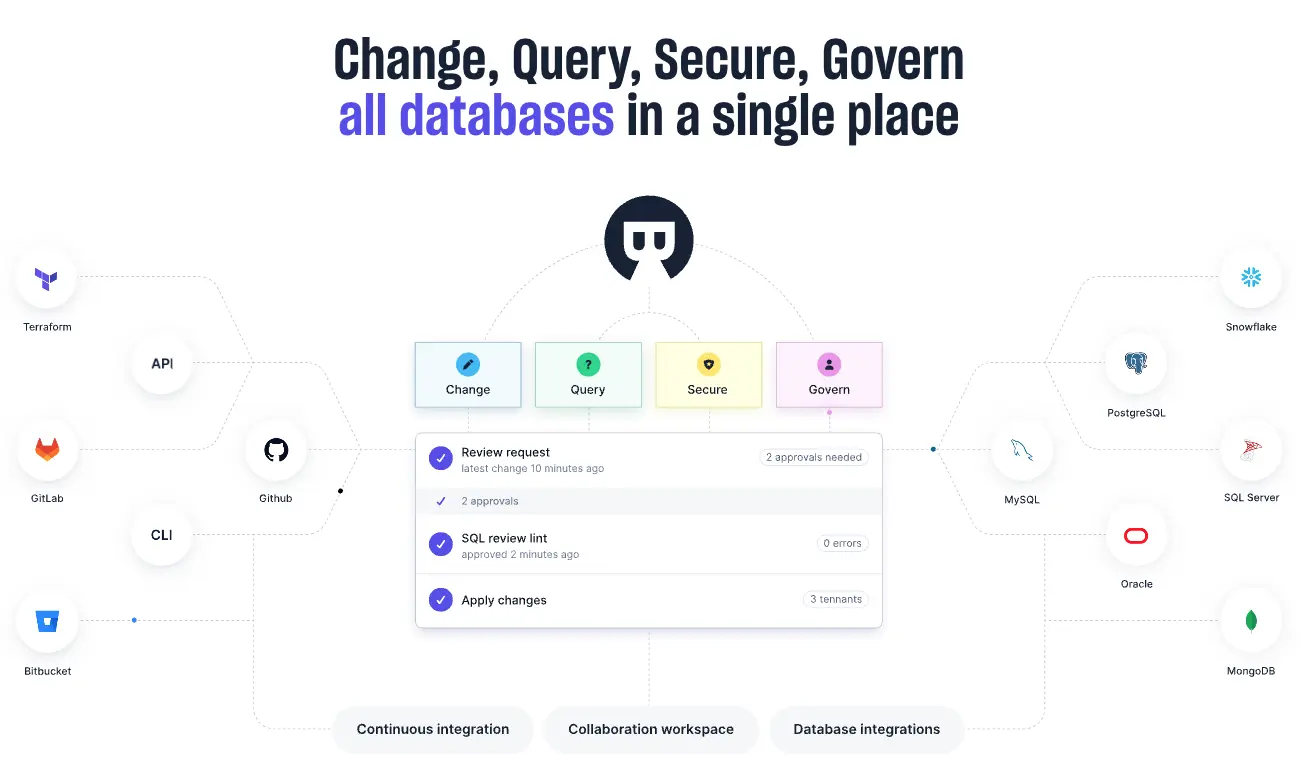 Change, Query, Secure, Govern
all databases in a single place
Terraform
API
GitLab
Github
CLI
Bitbucket
Change
Query
Secure
Govern
Review request
latest change 10 minutes ago
2 approvals needed
2 approvals
SQL review lint
approved 2 minutes ago
0 errors
Apply changes
3 tennants
Snowflake
PostgreSQL
MySQL
SQL Server
Oracle
MongoDB
Continuous integration
Collaboration workspace
Database integrations